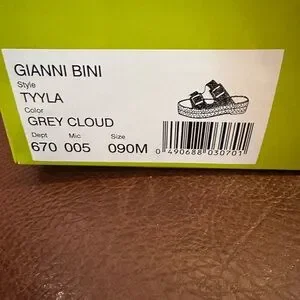 GIANNI BINI
Style
TYYLA
Color
GREY CLOUD
Dept Mic Size
670 005 090M
0 490688 030701